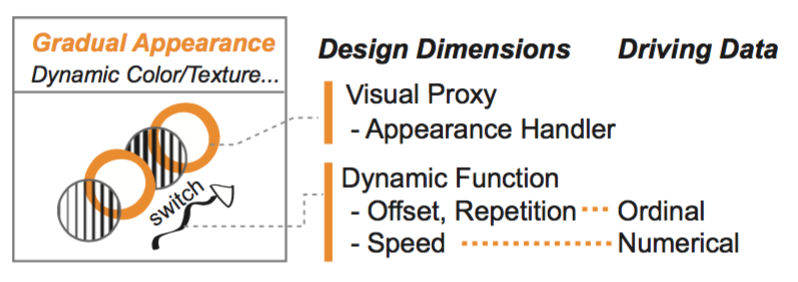 Gradual Appearance
Dynamic Color/Texture...
switch
Design Dimensions
Driving Data
Visual Proxy
- Appearance Handler
Dynamic Function
- Offset, Repetition
Ordinal
- Speed
Numerical